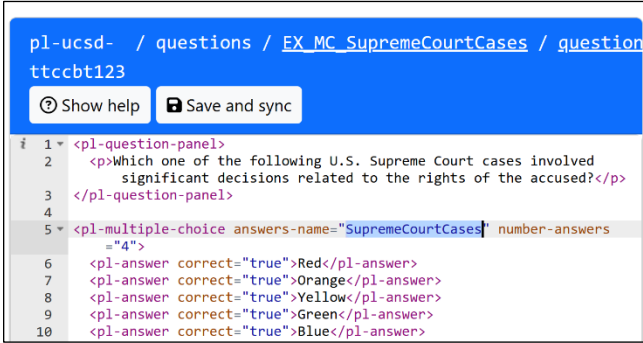 pl-ucsd- / questions / EX_MC_SupremeCourtCases / question
ttccbt123
Show help Save and sync
i 1 <pl-question-panel>
2 <p>Which one of the following U.S. Supreme Court cases involved
significant decisions related to the rights of the accused?</p>
3 </pl-question-panel>
4
5 <pl-multiple-choice answers-name="SupremeCourtCases" number-answers
="4">
6 <pl-answer correct="true">Red</pl-answer>
7 <pl-answer correct="true">Orange</pl-answer>
8 <pl-answer correct="true">Yellow</pl-answer>
9 <pl-answer correct="true">Green</pl-answer>
10 <pl-answer correct="true">Blue</pl-answer>